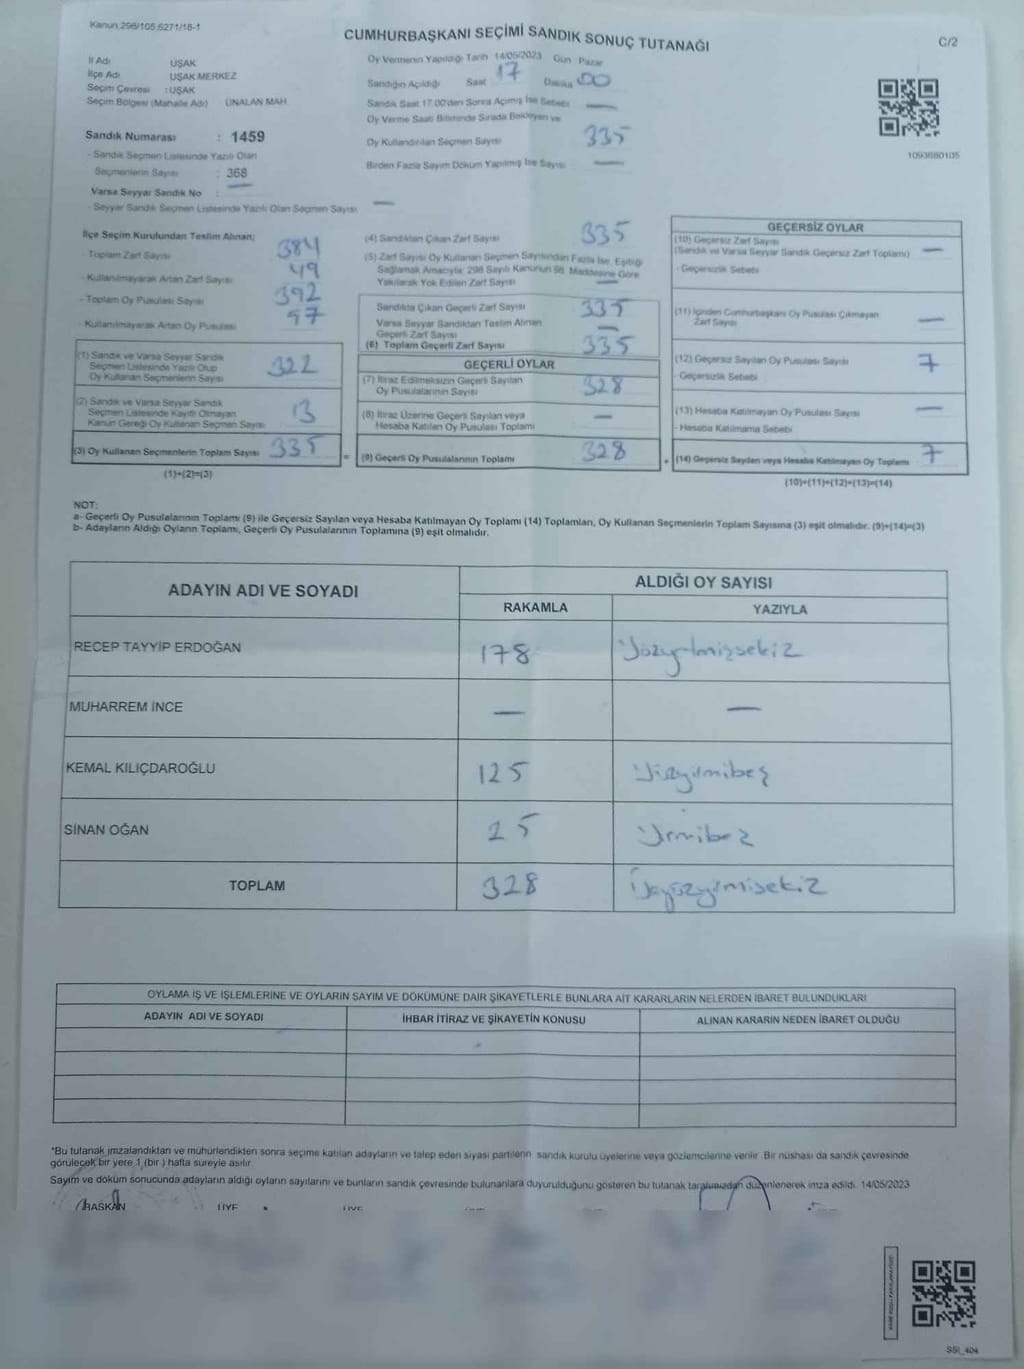 Kanun 298/105,6271/16-1
CUMHURBAŞKANI SEÇİMİ SANDIK SONUÇ TUTANAĞI
C/2
İl Adı UŞAK
İlçe Adı UŞAK MERKEZ
Seçim Çevresi : UŞAK
Seçim Bölgesi (Mahalle Adı) ÜNALAN MAH.
Sandık Numarası : 1459
- Sandık Seçmen Listesinde Yazılı Olan
Seçmenlerin Sayısı : 368
Varsa Seyyar Sandık No : —
- Seyyar Sandık Seçmen Listesinde Yazılı Olan Seçmen Sayısı —
Oy Vermenin Yapıldığı Tarih 14/05/2023 Gün Pazar
Sandığın Açıldığı Saat 17 Dakika 00
Sandık Saat 17.00'den Sonra Açılmış İse Sebebi —
Oy Verme Saati Bitiminde Sırada Bekleyen ve
Oy Kullandırılan Seçmen Sayısı 335
Birden Fazla Sayım Döküm Yapılmış İse Sayısı —
1093680105
İlçe Seçim Kurulundan Teslim Alınan;
- Toplam Zarf Sayısı 384
- Kullanılmayarak Artan Zarf Sayısı 49
- Toplam Oy Pusulası Sayısı 392
- Kullanılmayarak Artan Oy Pusulası 57
(1) Sandık ve Varsa Seyyar Sandık
Seçmen Listesinde Yazılı Olup
Oy Kullanan Seçmenlerin Sayısı 322
(2) Sandık ve Varsa Seyyar Sandık
Seçmen Listesinde Kayıtlı Olmayan
Kanun Gereği Oy Kullanan Seçmen Sayısı 13
(3) Oy Kullanan Seçmenlerin Toplam Sayısı 335
(1)+(2)=(3)
(4) Sandıktan Çıkan Zarf Sayısı 335
(5) Zarf Sayısı Oy Kullanan Seçmen Sayısından Fazla İse, Eşitliği
Sağlamak Amacıyla; 298 Sayılı Kanunun 98. Maddesine Göre
Yakılarak Yok Edilen Zarf Sayısı —
Sandıkta Çıkan Geçerli Zarf Sayısı 335
Varsa Seyyar Sandıktan Teslim Alınan
Geçerli Zarf Sayısı —
(6) Toplam Geçerli Zarf Sayısı 335
GEÇERLİ OYLAR
(7) İtiraz Edilmeksizin Geçerli Sayılan
Oy Pusulalarının Sayısı 328
(8) İtiraz Üzerine Geçerli Sayılan veya
Hesaba Katılan Oy Pusulası Toplamı —
= (9) Geçerli Oy Pusulalarının Toplamı 328
GEÇERSİZ OYLAR
(10) Geçersiz Zarf Sayısı
(Sandık ve Varsa Seyyar Sandık Geçersiz Zarf Toplamı) —
- Geçersizlik Sebebi
(11) İçinden Cumhurbaşkanı Oy Pusulası Çıkmayan
Zarf Sayısı —
(12) Geçersiz Sayılan Oy Pusulası Sayısı 7
- Geçersizlik Sebebi
(13) Hesaba Katılmayan Oy Pusulası Sayısı —
- Hesaba Katılmama Sebebi
+ (14) Geçersiz Sayılan veya Hesaba Katılmayan Oy Toplamı 7
(10)+(11)+(12)+(13)=(14)
NOT:
a- Geçerli Oy Pusulalarının Toplamı (9) ile Geçersiz Sayılan veya Hesaba Katılmayan Oy Toplamı (14) Toplamları, Oy Kullanan Seçmenlerin Toplam Sayısına (3) eşit olmalıdır. (9)+(14)=(3)
b- Adayların Aldığı Oyların Toplamı, Geçerli Oy Pusulalarının Toplamına (9) eşit olmalıdır.
ADAYIN ADI VE SOYADI
ALDIĞI OY SAYISI
RAKAMLA YAZIYLA
RECEP TAYYİP ERDOĞAN 178 Yüzyetmişsekiz
MUHARREM İNCE — —
KEMAL KILIÇDAROĞLU 125 Yüzyirmibeş
SİNAN OĞAN 25 Yirmibeş
TOPLAM 328 Üçyüzyirmisekiz
OYLAMA İŞ VE İŞLEMLERİNE VE OYLARIN SAYIM VE DÖKÜMÜNE DAİR ŞİKAYETLERLE BUNLARA AİT KARARLARIN NELERDEN İBARET BULUNDUKLARI
ADAYIN ADI VE SOYADI İHBAR İTİRAZ VE ŞİKAYETİN KONUSU ALINAN KARARIN NEDEN İBARET OLDUĞU
*Bu tutanak imzalandıktan ve mühürlendikten sonra seçime katılan adayların ve talep eden siyasi partilerin sandık kurulu üyelerine veya gözlemcilerine verilir. Bir nüshası da sandık çevresinde
görülecek bir yere 1 (bir) hafta süreyle asılır.
Sayım ve döküm sonucunda adayların aldığı oyların sayılarını ve bunların sandık çevresinde bulunanlara duyurulduğunu gösteren bu tutanak tarafımızdan düzenlenerek imza edildi. 14/05/2023
BAŞKAN ÜYE ÜYE
SSI_404